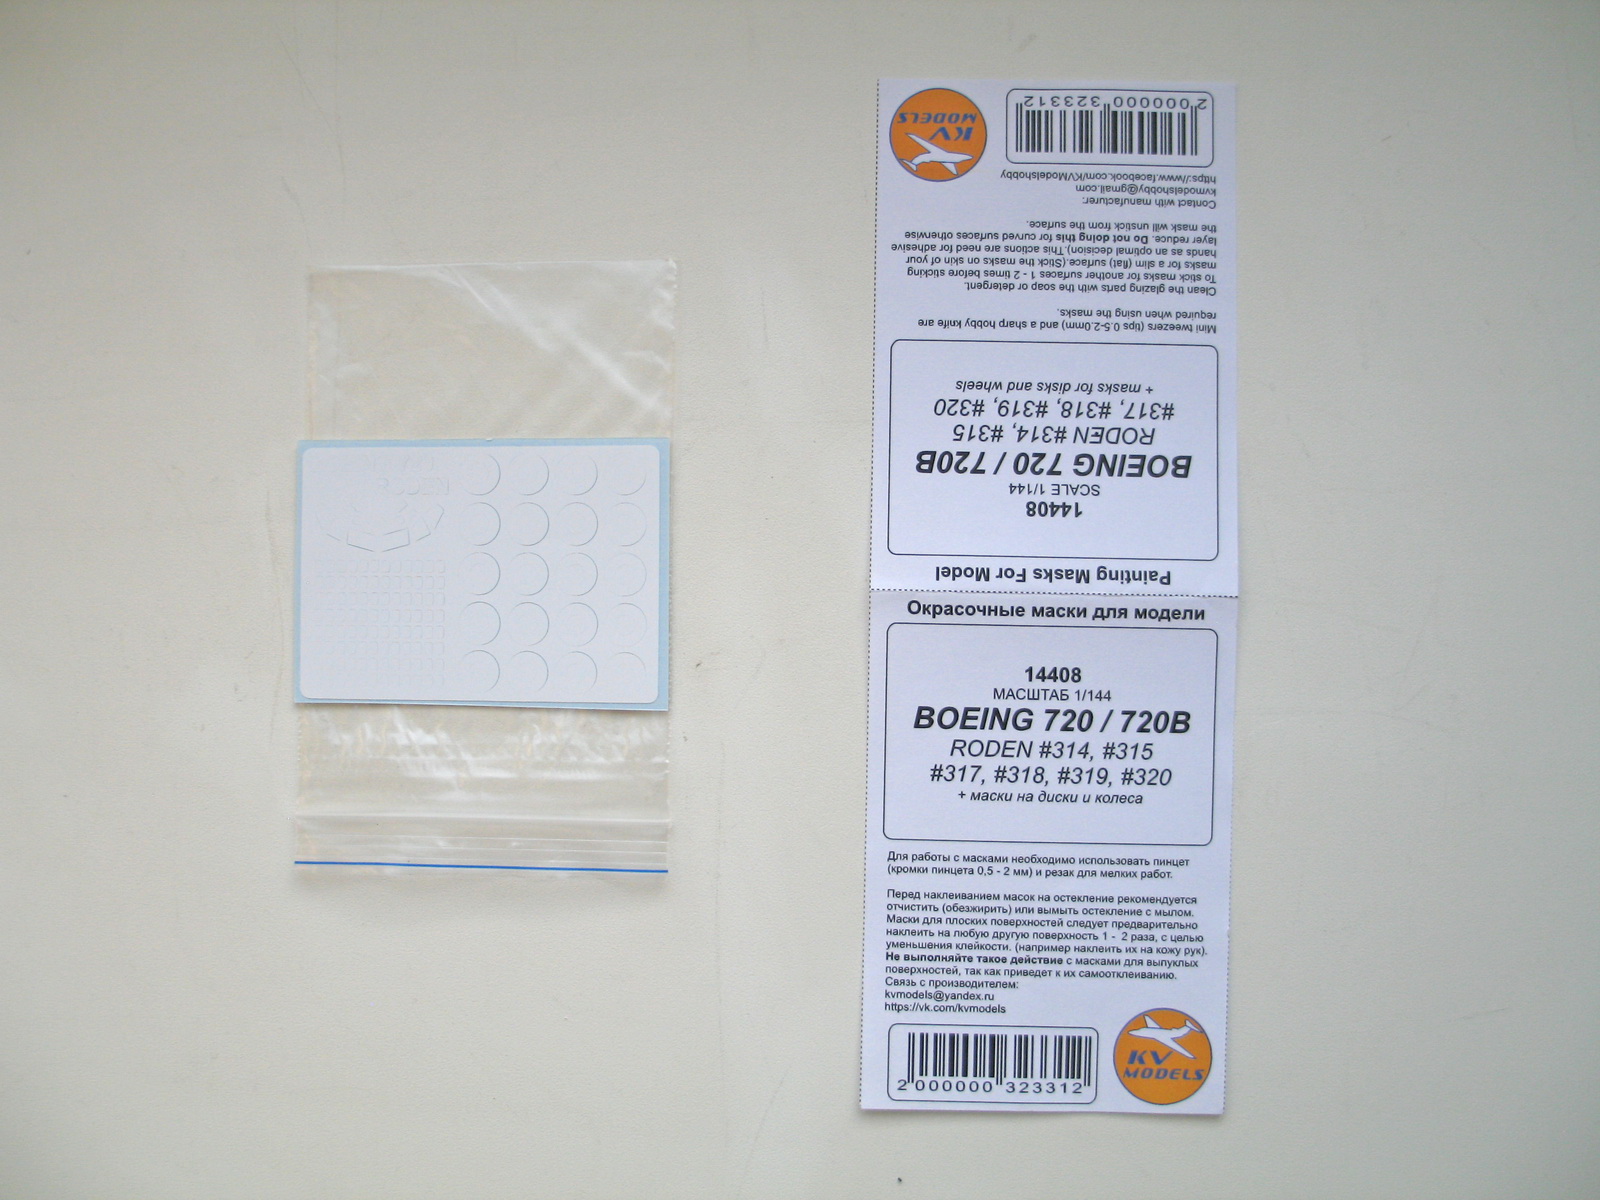 RODEN
Окрасочные маски для модели
14408
МАСШТАБ 1/144
BOEING 720 / 720B
RODEN #314, #315
#317, #318, #319, #320
+ маски на диски и колеса
Для работы с масками необходимо использовать пинцет
(кромки пинцета 0,5 - 2 мм) и резак для мелких работ.
Перед наклеиванием масок на остекление рекомендуется
отчистить (обезжирить) или вымыть остекление с мылом.
Маски для плоских поверхностей следует предварительно
наклеить на любую другую поверхность 1 - 2 раза, с целью
уменьшения клейкости. (например наклеить их на кожу рук).
Не выполняйте такое действие с масками для выпуклых
поверхностей, так как приведет к их самоотклеиванию.
Связь с производителем:
kvmodels@yandex.ru
https://vk.com/kvmodels
2 000000 323312
KV
MODELS
Painting Masks For Model
14408
SCALE 1/144
BOEING 720 / 720B
RODEN #314, #315
#317, #318, #319, #320
+ masks for disks and wheels
Mini tweezers (tips 0.5-2.0mm) and a sharp hobby knife are
required when using the masks.
Clean the glazing parts with the soap or detergent.
To stick masks for another surfaces 1 - 2 times before sticking
masks for a slim (flat) surface.(Stick the masks on skin of your
hands as an optimal decision).This actions are need for adhesive
layer reduce. Do not doing this for curved surfaces otherwise
the mask will unstick from the surface.
Contact with manufacturer:
kvmodelshobby@gmail.com
https://www.facebook.com/KVModelshobby
2 000000 323312
KV
MODELS